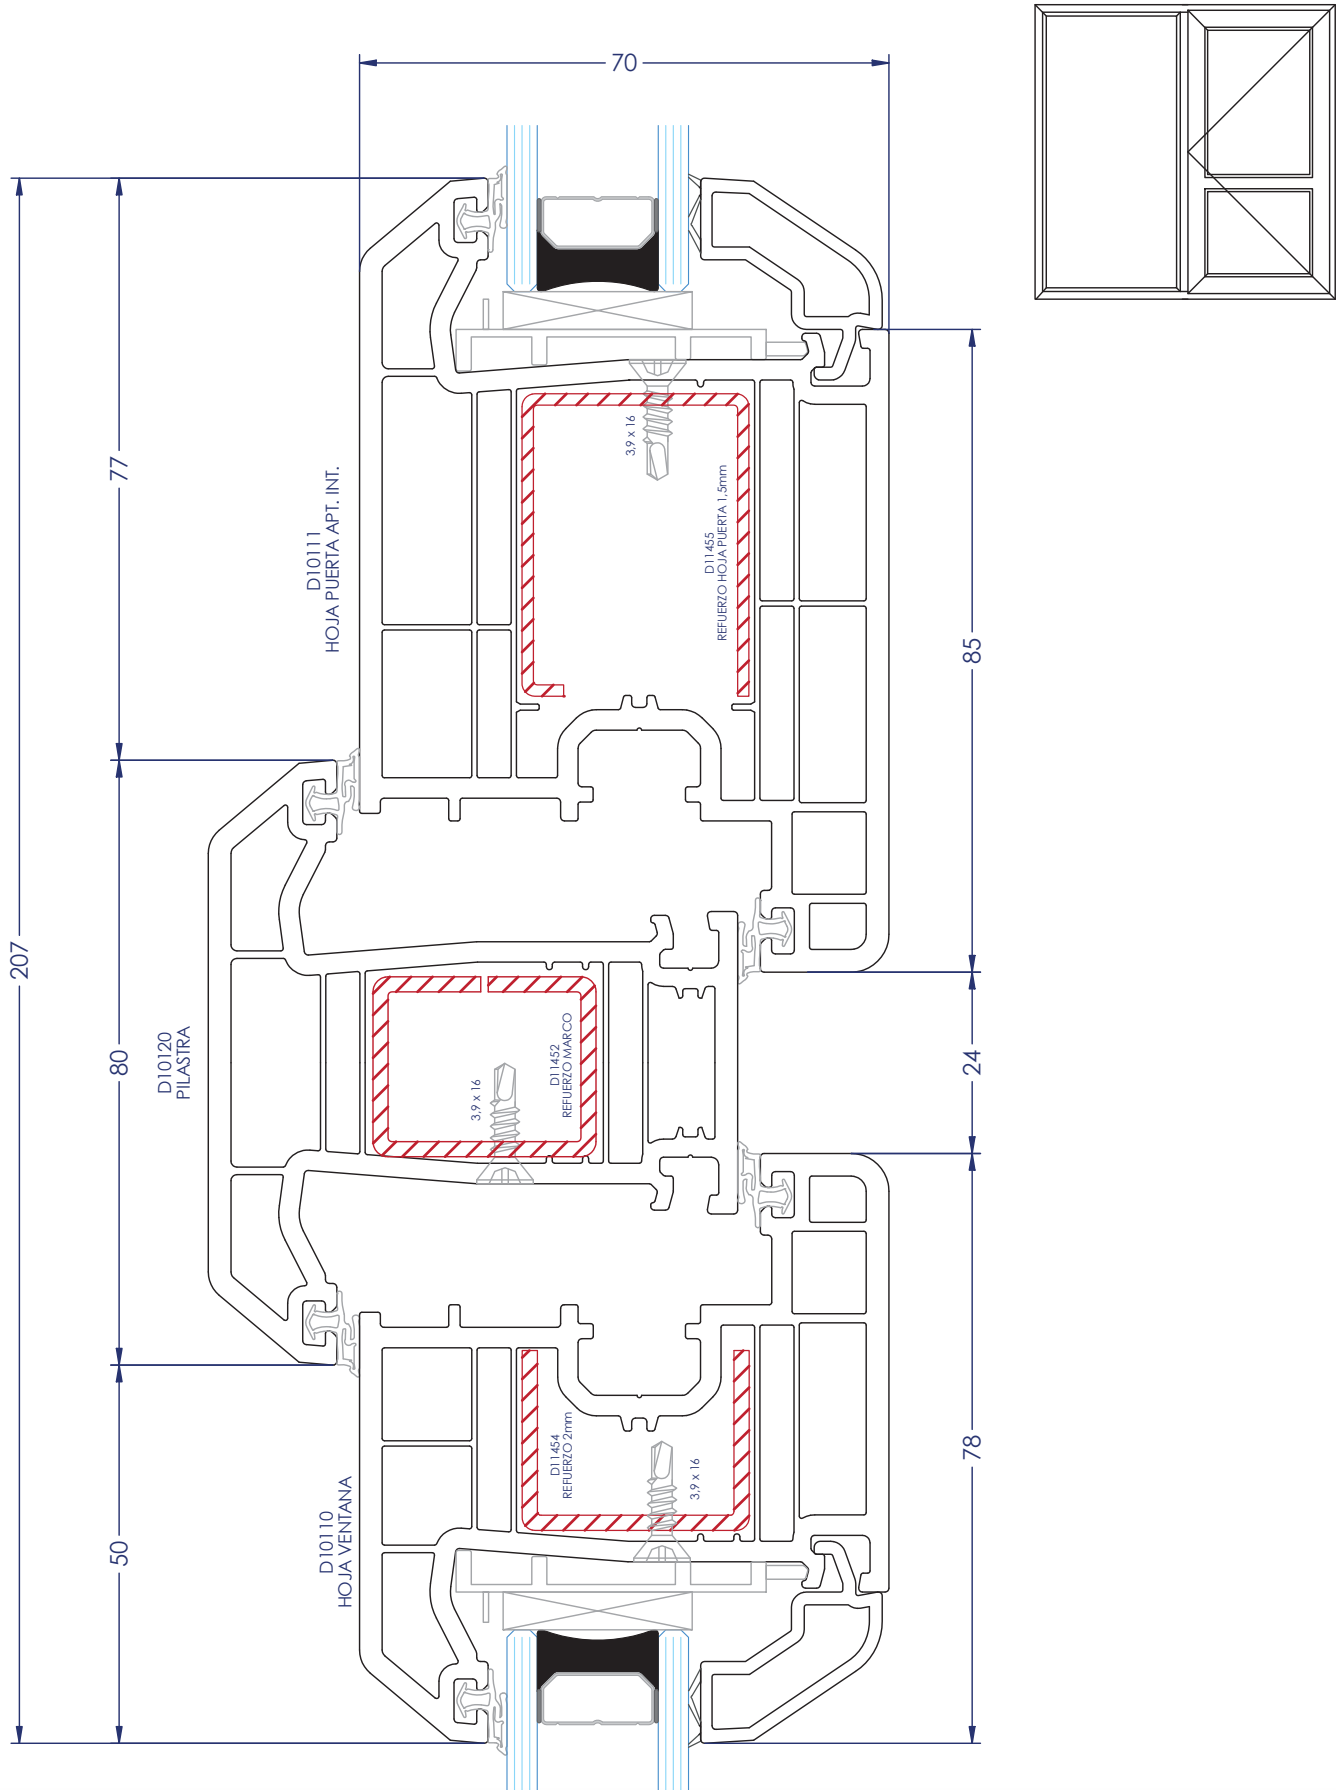 70
207
77
80
50
85
24
78
D10111
HOJA PUERTA APT. INT.
3,9 x 16
D11455
REFUERZO HOJA PUERTA 1,5mm
D10120
PILASTRA
3,9 x 16
D11452
REFUERZO MARCO
D10110
HOJA VENTANA
D11454
REFUERZO 2mm
3,9 x 16